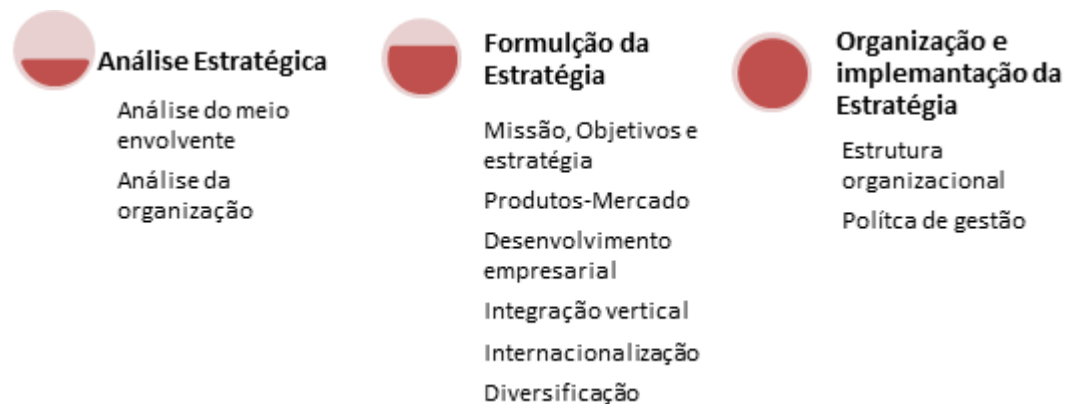 Análise Estratégica
Análise do meio
envolvente
Análise da
organização
Formulção da
Estratégia
Missão, Objetivos e
estratégia
Produtos-Mercado
Desenvolvimento
empresarial
Integração vertical
Internacionalização
Diversificação
Organização e
implemantação da
Estratégia
Estrutura
organizacional
Polítca de gestão